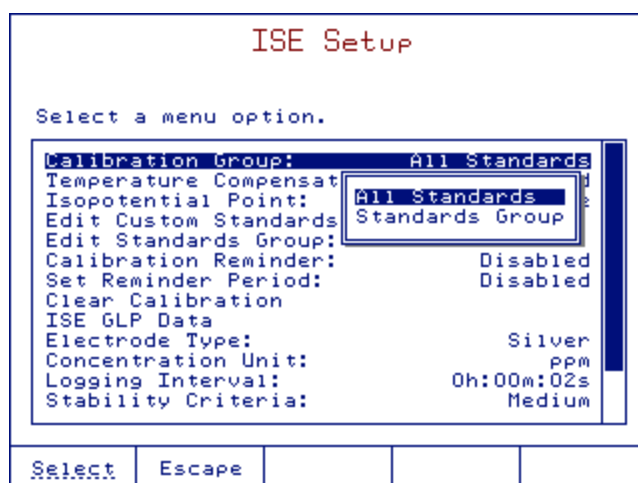 ISE Setup
Select a menu option.
Calibration Group: All Standards
Temperature Compensat
Isopotential Point:
All Standards
Standards Group
Edit Custom Standards
Edit Standards Group:
Calibration Reminder: Disabled
Set Reminder Period: Disabled
Clear Calibration
ISE GLP Data
Electrode Type: Silver
Concentration Unit: ppm
Logging Interval: 0h:00m:02s
Stability Criteria: Medium
Select Escape